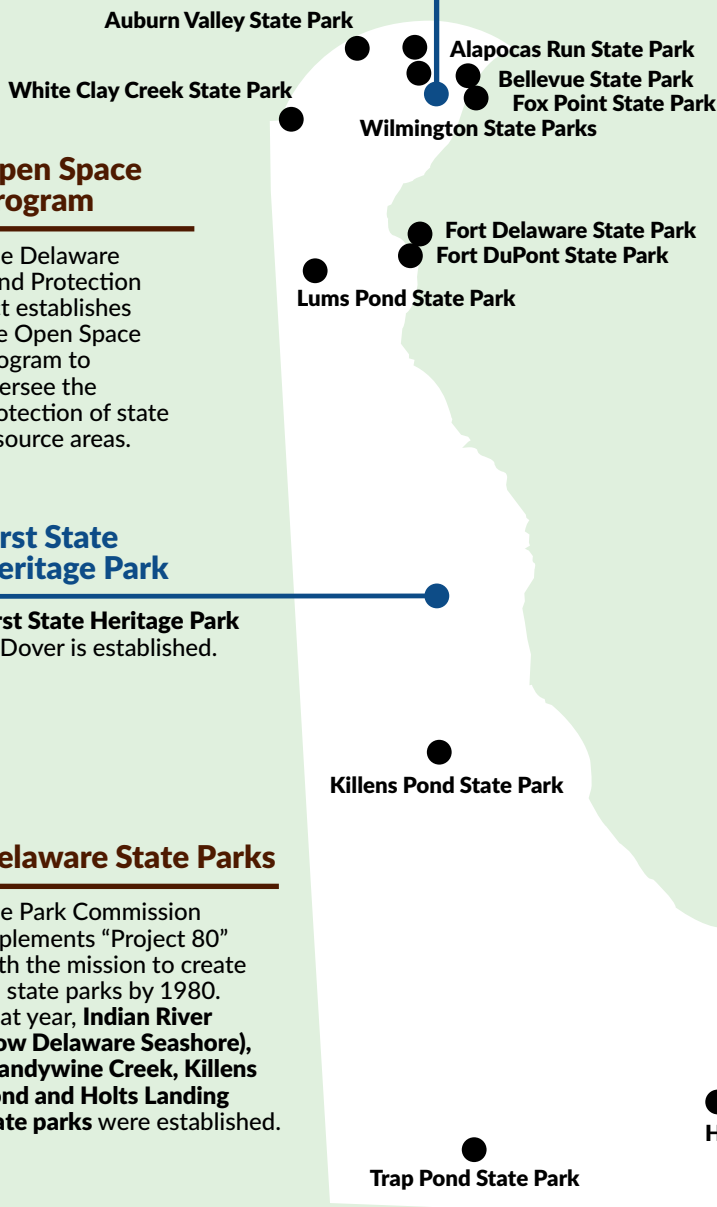 Auburn Valley State Park
Alapocas Run State Park
White Clay Creek State Park
Bellevue State Park
Fox Point State Park
Wilmington State Parks
pen Space
rogram
e Delaware
nd Protection
ct establishes
e Open Space
ogram to
ersee the
otection of state
source areas.
Fort Delaware State Park
Fort DuPont State Park
Lums Pond State Park
rst State
eritage Park
rst State Heritage Park
Dover is established.
Killens Pond State Park
elaware State Parks
e Park Commission
plements “Project 80”
th the mission to create
state parks by 1980.
at year, Indian River
ow Delaware Seashore),
andywine Creek, Killens
ond and Holts Landing
ate parks were established.
H
Trap Pond State Park